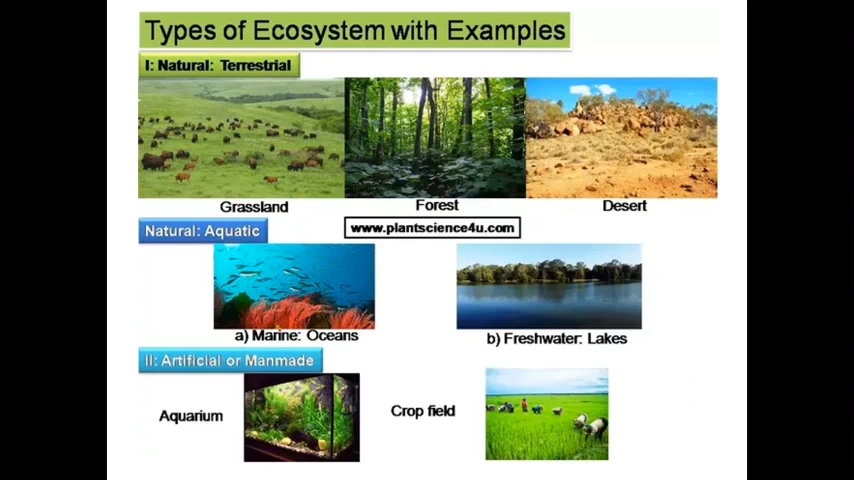 Types of Ecosystem with Examples
I: Natural: Terrestrial
Grassland
Forest
Desert
Natural: Aquatic
www.plantscience4u.com
a) Marine: Oceans
b) Freshwater: Lakes
II: Artificial or Manmade
Aquarium
Crop field